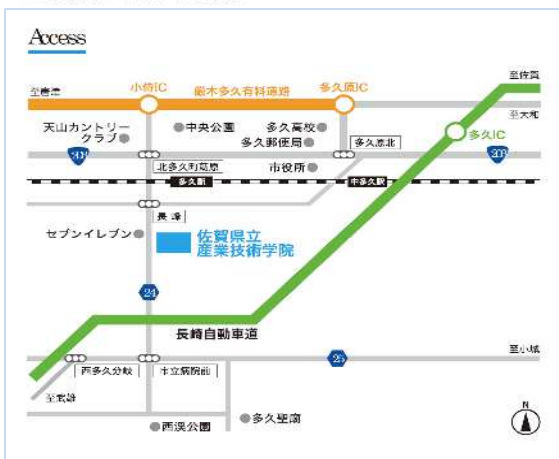 Access
至佐賀
小侍IC
厳木多久有料道路
多久原IC
至唐津
至大和
天山カントリー
クラブ
中央公園
多久高校
多久郵便局
多久原北
多久IC
203
203
北多久町莇原
市役所
多久駅
中多久駅
長峰
セブンイレブン
佐賀県立
産業技術学院
24
長崎自動車道
25
至小城
西多久分岐
市立病院前
至武雄
西渓公園
多久聖廟
N